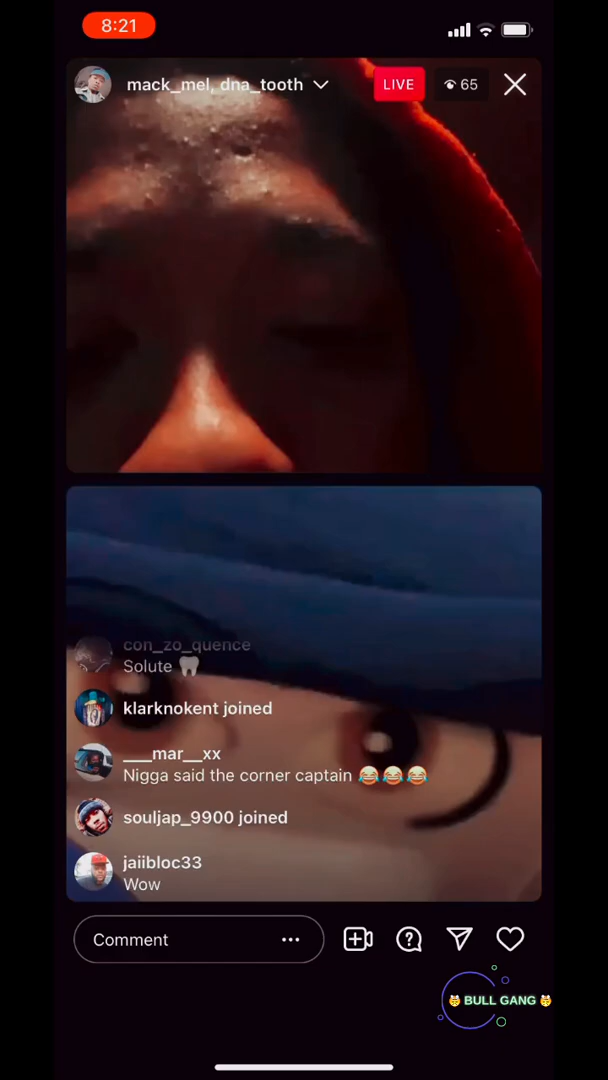 8:21
mack_mel, dna_tooth
LIVE
65
con_zo_quence
Solute 🦷
klarknokent joined
___mar__xx
Nigga said the corner captain 😂😂😂
souljap_9900 joined
jaiibloc33
Wow
Comment
🐯 BULL GANG 🐯